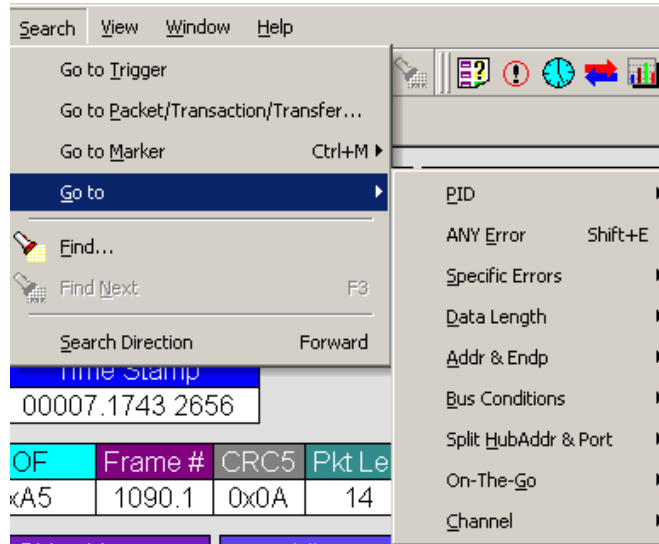 Search View Window Help
Go to Trigger
Go to Packet/Transaction/Transfer...
Go to Marker Ctrl+M
Go to
Find...
Find Next F3
Search Direction Forward
PID
ANY Error Shift+E
Specific Errors
Data Length
Addr & Endp
Bus Conditions
Split HubAddr & Port
On-The-Go
Channel
Time Stamp
00007.1743 2656
OF Frame # CRC5 Pkt Le
xA5 1090.1 0x0A 14